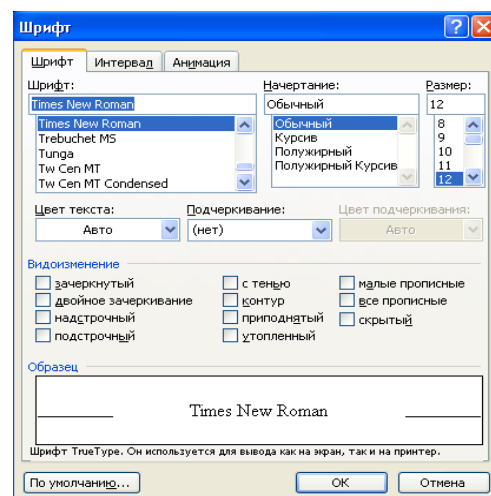 Шрифт
Шрифт Интервал Анимация
Шрифт: Начертание: Размер:
Times New Roman Обычный 12
Times New Roman Обычный 8
Trebuchet MS Курсив 9
Tunga Полужирный 10
Tw Cen MT Полужирный Курсив 11
Tw Cen MT Condensed 12
Цвет текста: Подчеркивание: Цвет подчеркивания:
Авто (нет) Авто
Видоизменение
зачеркнутый с тенью малые прописные
двойное зачеркивание контур все прописные
надстрочный приподнятый скрытый
подстрочный утопленный
Образец
Times New Roman
Шрифт TrueType. Он используется для вывода как на экран, так и на принтер.
По умолчанию... ОК Отмена